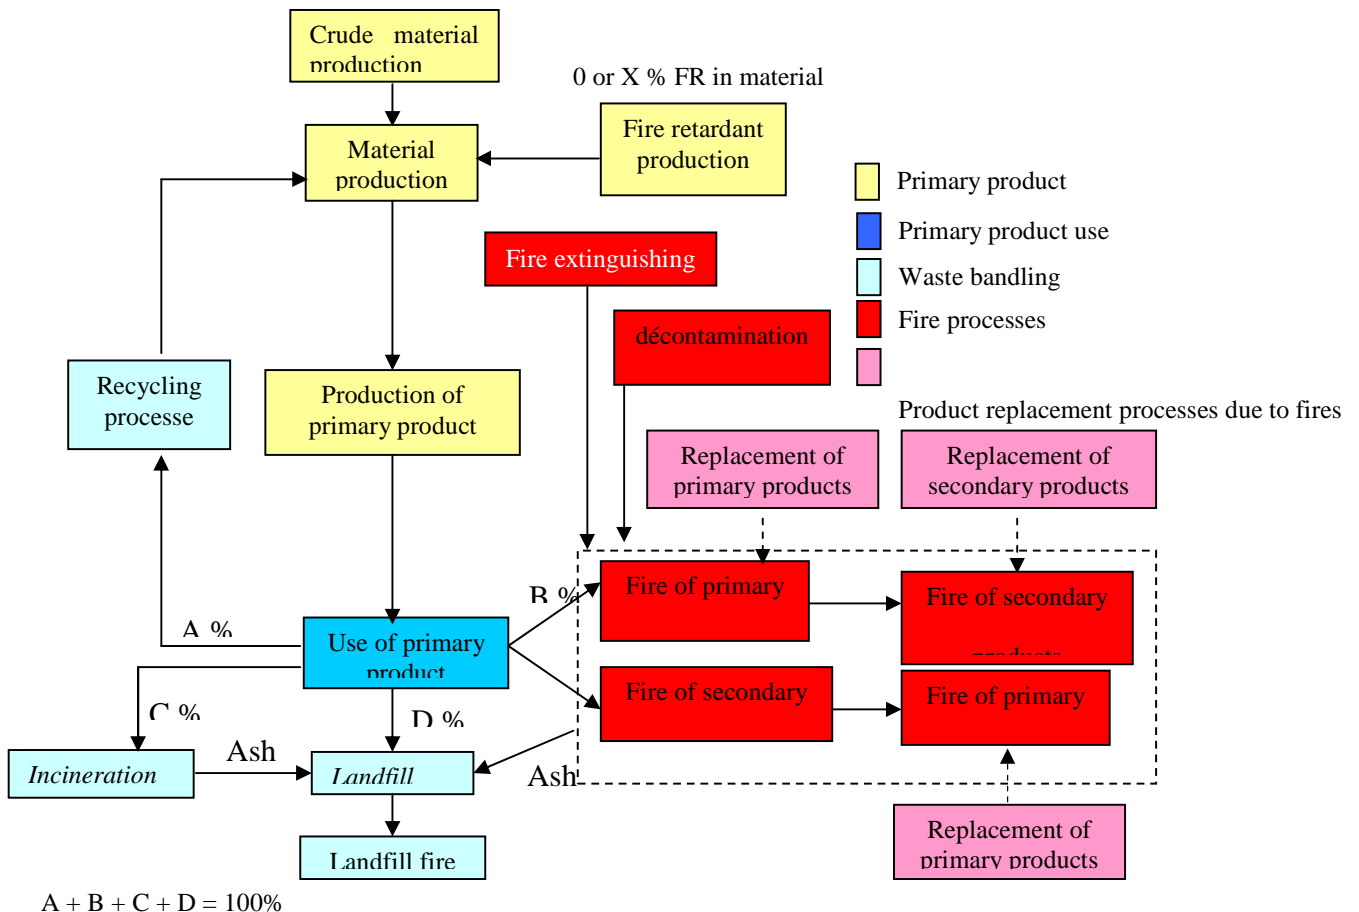 Crude material
production
0 or X % FR in material
Fire retardant
production
Material
production
Primary product
Primary product use
Waste bandling
Fire processes
Product replacement processes due to fires
Fire extinguishing
décontamination
Recycling
processe
Production of
primary product
Replacement of
primary products
Replacement of
secondary products
A %
B %
Use of primary
product
Fire of primary
Fire of secondary
products
Fire of secondary
Fire of primary
C %
D %
Incineration
Ash
Landfill
Ash
Landfill fire
Replacement of
primary products
A + B + C + D = 100%